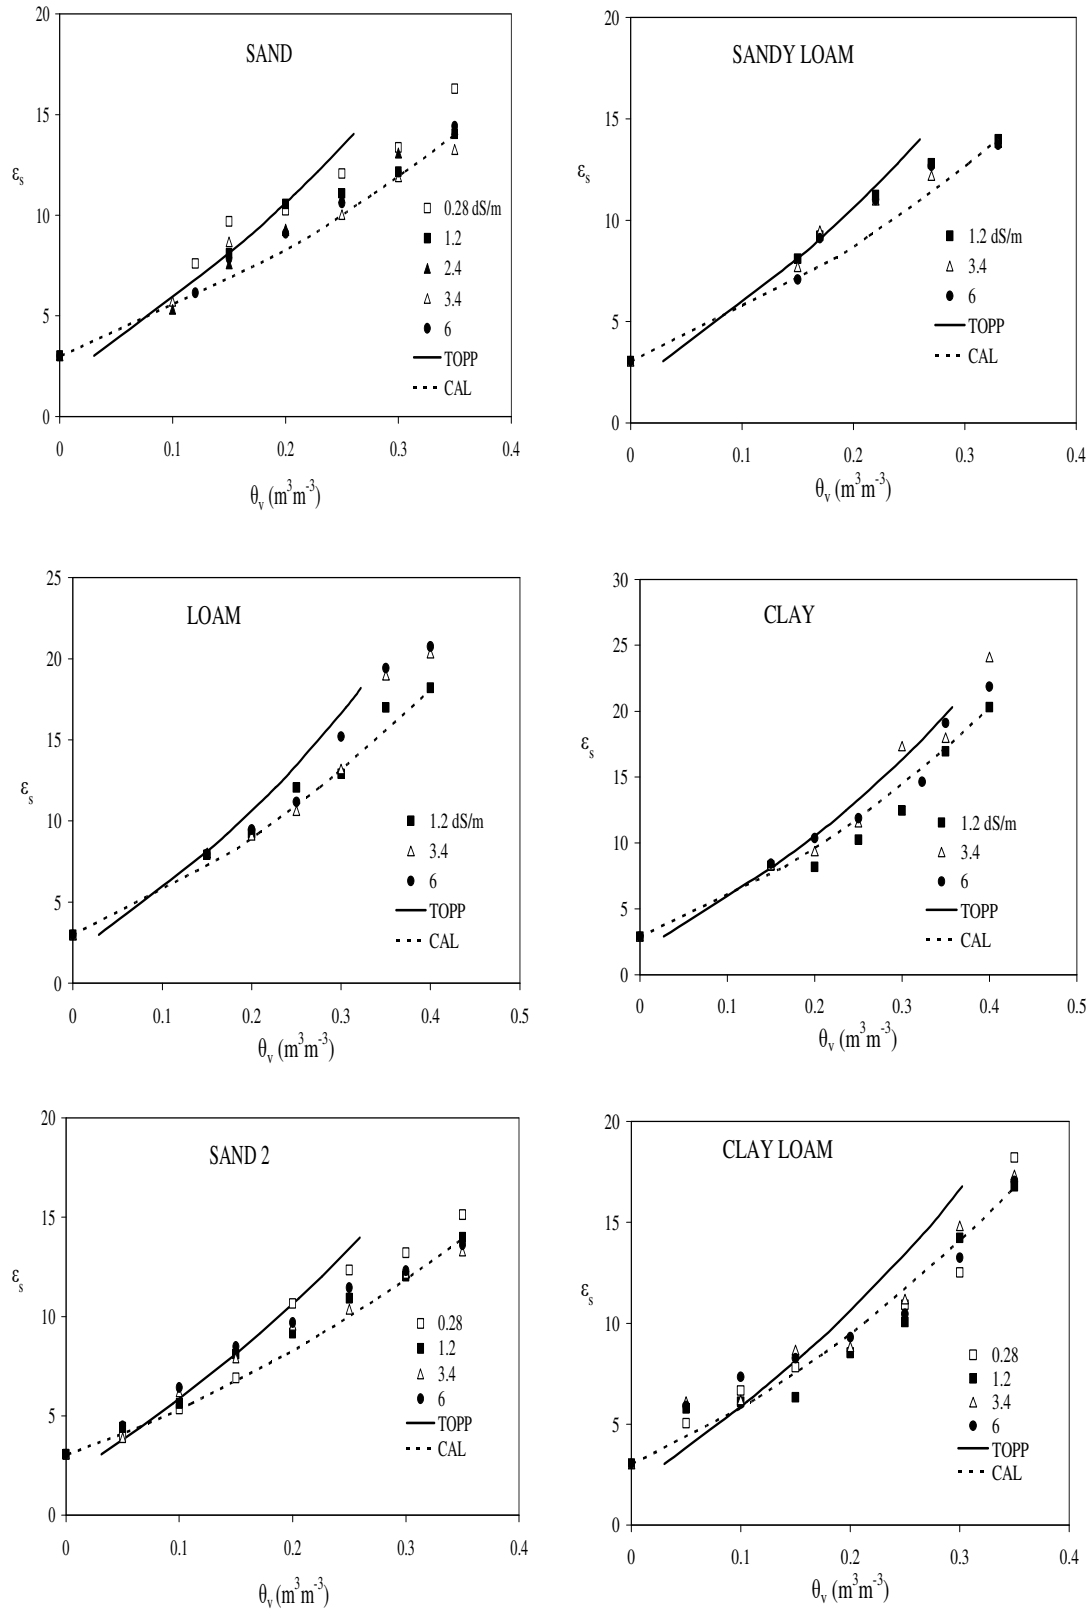 SAND
20
15
10
5
0
εs
0 0.1 0.2 0.3 0.4
θv (m³m⁻³)
0.28 dS/m
1.2
2.4
3.4
6
TOPP
CAL
SANDY LOAM
20
15
10
5
0
εs
0 0.1 0.2 0.3 0.4
θv (m³m⁻³)
1.2 dS/m
3.4
6
TOPP
CAL
LOAM
25
20
15
10
5
0
εs
0 0.1 0.2 0.3 0.4 0.5
θv (m³m⁻³)
1.2 dS/m
3.4
6
TOPP
CAL
CLAY
30
25
20
15
10
5
0
εs
0 0.1 0.2 0.3 0.4 0.5
θv (m³m⁻³)
1.2 dS/m
3.4
6
TOPP
CAL
SAND 2
20
15
10
5
0
εs
0 0.1 0.2 0.3 0.4
θv (m³m⁻³)
0.28
1.2
3.4
6
TOPP
CAL
CLAY LOAM
20
15
10
5
0
εs
0 0.1 0.2 0.3 0.4
θv (m³m⁻³)
0.28
1.2
3.4
6
TOPP
CAL